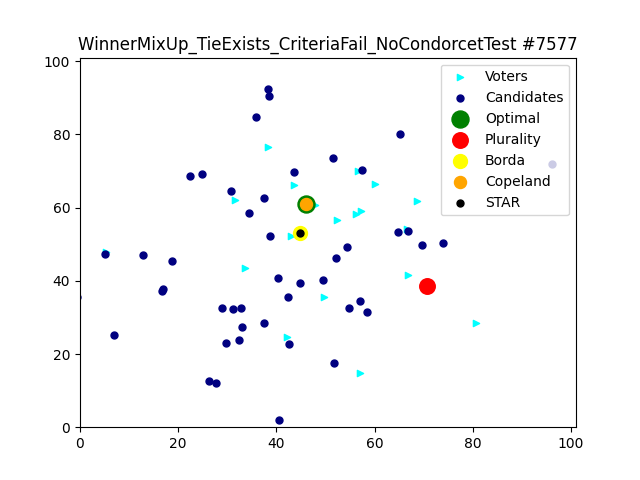 WinnerMixUp_TieExists_CriteriaFail_NoCondorcetTest #7577
Voters
Candidates
Optimal
Plurality
Borda
Copeland
STAR
100
80
60
40
20
0
0 20 40 60 80 100